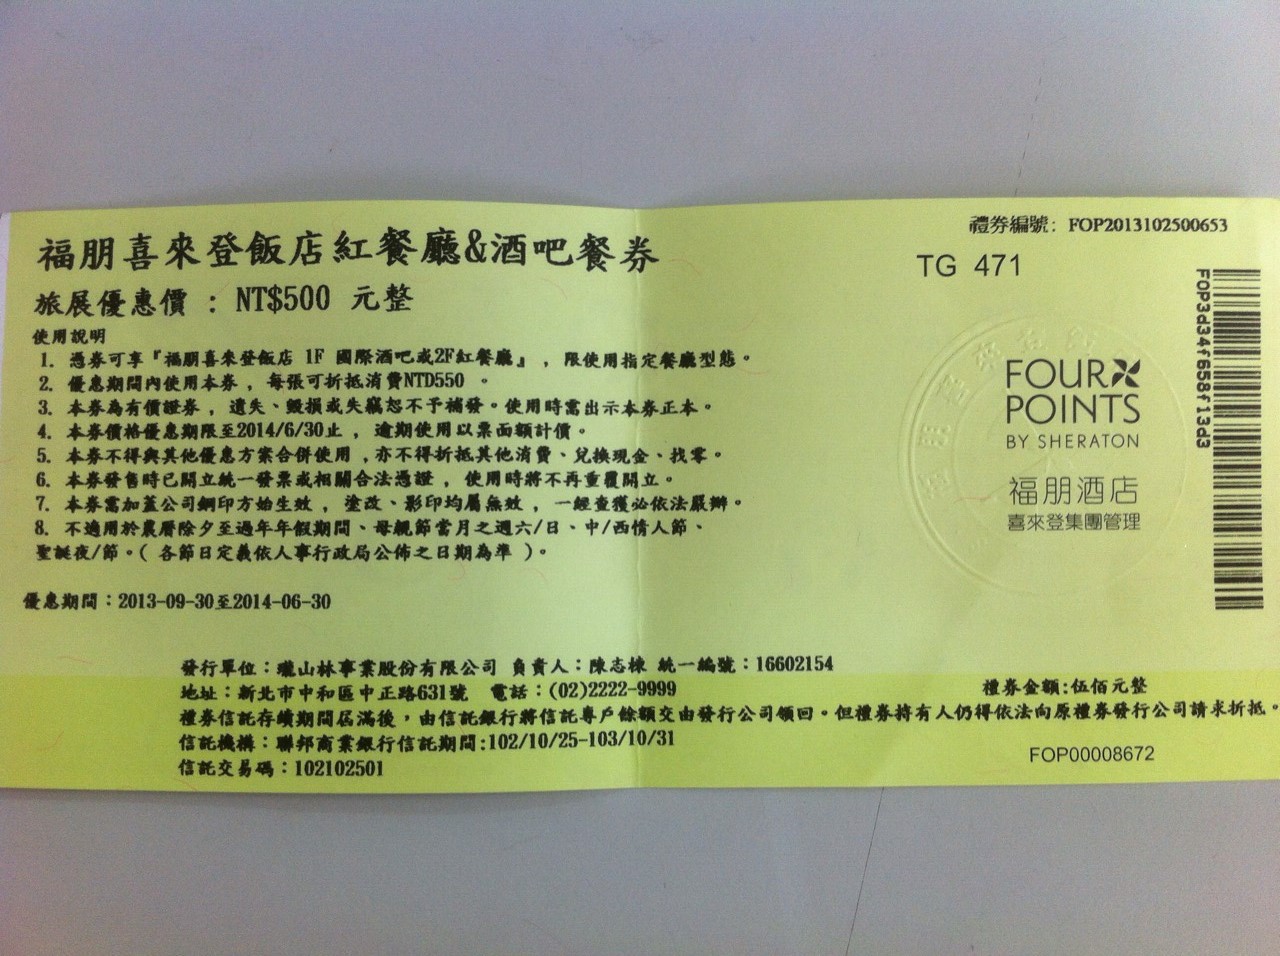 福朋喜來登飯店紅餐廳&酒吧餐券
旅展優惠價 : NT$500 元整
使用說明
1. 憑券可享『福朋喜來登飯店 1F 國際酒吧或2F紅餐廳』,限使用指定餐廳型態。
2. 優惠期間內使用本券,每張可折抵消費NTD550 。
3. 本券為有價證券,遺失、毀損或失竊恕不予補發。使用時需出示本券正本。
4. 本券價格優惠期限至2014/6/30止,逾期使用以票面額計價。
5. 本券不得與其他優惠方案合併使用,亦不得折抵其他消費、兌換現金、找零。
6. 本券發售時已開立統一發票或相關合法憑證,使用時將不再重覆開立。
7. 本券需加蓋公司鋼印方始生效,塗改、影印均屬無效,一經查獲必依法嚴辦。
8. 不適用於農曆除夕至過年年假期間、母親節當月之週六/日、中/西情人節、
聖誕夜/節。( 各節日定義依人事行政局公佈之日期為準 )。
優惠期間:2013-09-30至2014-06-30
發行單位:瓏山林事業股份有限公司 負責人:陳志棟 統一編號:16602154
地址:新北市中和區中正路631號 電話:(02)2222-9999
禮券信託存續期間屆滿後,由信託銀行將信託專戶餘額交由發行公司領回。但禮券持有人仍得依法向原禮券發行公司請求折抵。
信託機構:聯邦商業銀行信託期間:102/10/25-103/10/31
信託交易碼:102102501
禮券編號: FOP2013102500653
TG 471
FOUR POINTS
BY SHERATON
福朋酒店
喜來登集團管理
FOP3d34f658f13d3
禮券金額:伍佰元整
FOP00008672